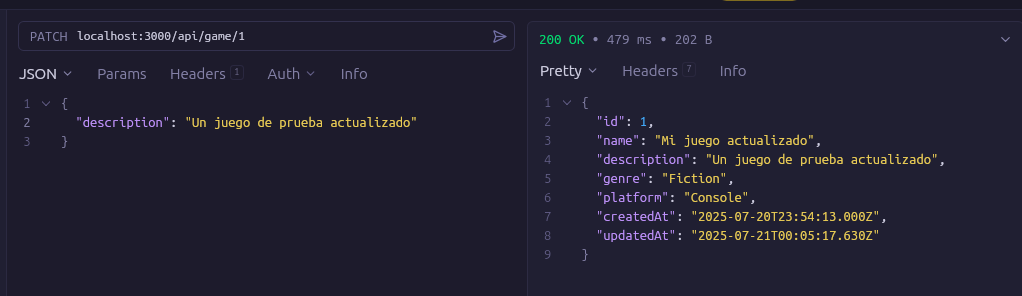 PATCH localhost:3000/api/game/1
JSON Params Headers 1 Auth Info
1 {
2 "description": "Un juego de prueba actualizado"
3 }
200 OK • 479 ms • 202 B
Pretty Headers 7 Info
1 {
2 "id": 1,
3 "name": "Mi juego actualizado",
4 "description": "Un juego de prueba actualizado",
5 "genre": "Fiction",
6 "platform": "Console",
7 "createdAt": "2025-07-20T23:54:13.000Z",
8 "updatedAt": "2025-07-21T00:05:17.630Z"
9 }